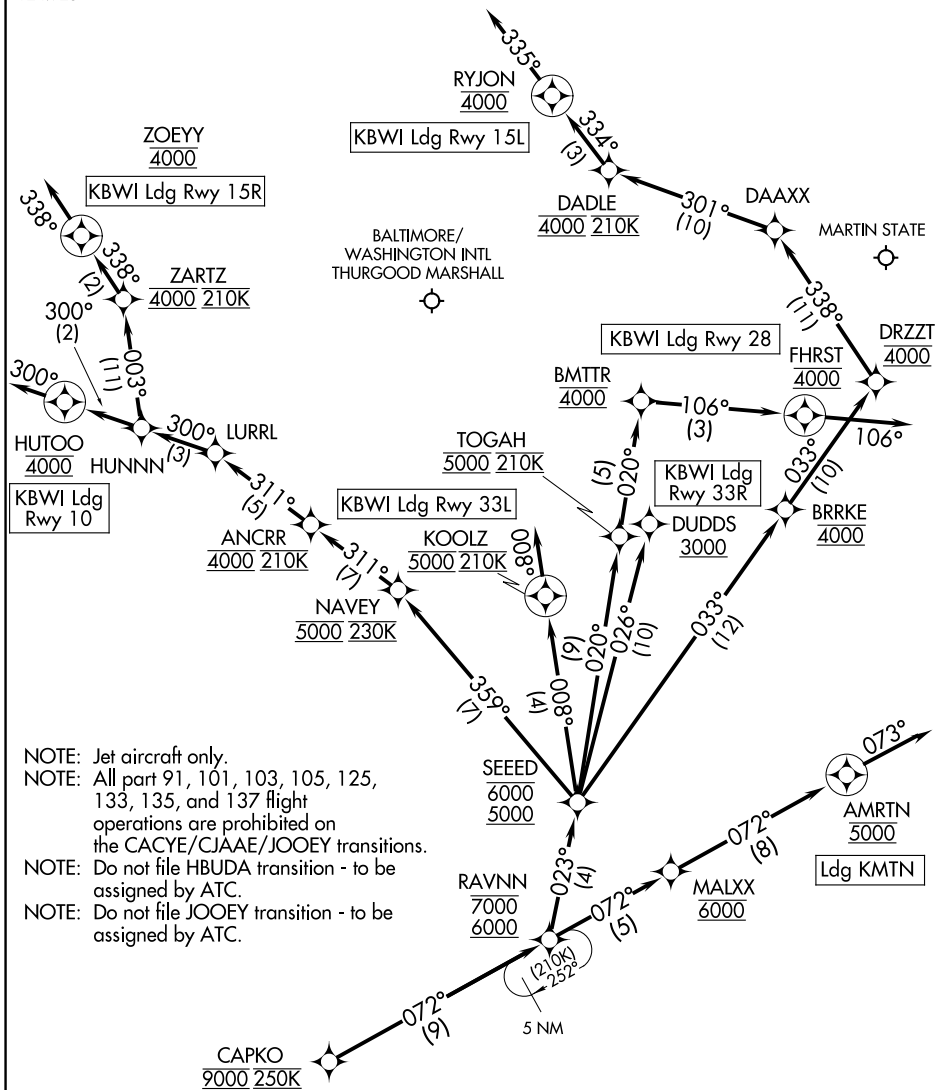 335°
RYJON
4000
334°
(3)
KBWI Ldg Rwy 15L
ZOEYY
4000
KBWI Ldg Rwy 15R
338°
338°
(2)
DADLE
4000 210K
301°
(10)
DAAXX
MARTIN STATE
BALTIMORE/
WASHINGTON INTL
THURGOOD MARSHALL
ZARTZ
4000 210K
300°
(2)
003°
(11)
338°
(11)
KBWI Ldg Rwy 28
DRZZT
4000
FHRST
4000
BMTTR
4000
106°
(3)
106°
300°
HUTOO
4000
HUNNN
300°
(3)
LURRL
KBWI Ldg
Rwy 10
TOGAH
5000 210K
020°
(5)
KBWI Ldg
Rwy 33R
033°
(10)
BRRKE
4000
DUDDS
3000
311°
(5)
KBWI Ldg Rwy 33L
ANCRR
4000 210K
KOOLZ
5000 210K
008°
311°
(7)
NAVEY
5000 230K
359°
(7)
008°
(4)
020°
(9)
026°
(10)
033°
(12)
NOTE: Jet aircraft only.
NOTE: All part 91, 101, 103, 105, 125,
133, 135, and 137 flight
operations are prohibited on
the CACYE/CJAAE/JOOEY transitions.
NOTE: Do not file HBUDA transition - to be
assigned by ATC.
NOTE: Do not file JOOEY transition - to be
assigned by ATC.
SEEED
6000
5000
073°
AMRTN
5000
Ldg KMTN
072°
(8)
023°
(4)
MALXX
6000
RAVNN
7000
6000
072°
(5)
(210K)
252°
5 NM
072°
(9)
CAPKO
9000 250K